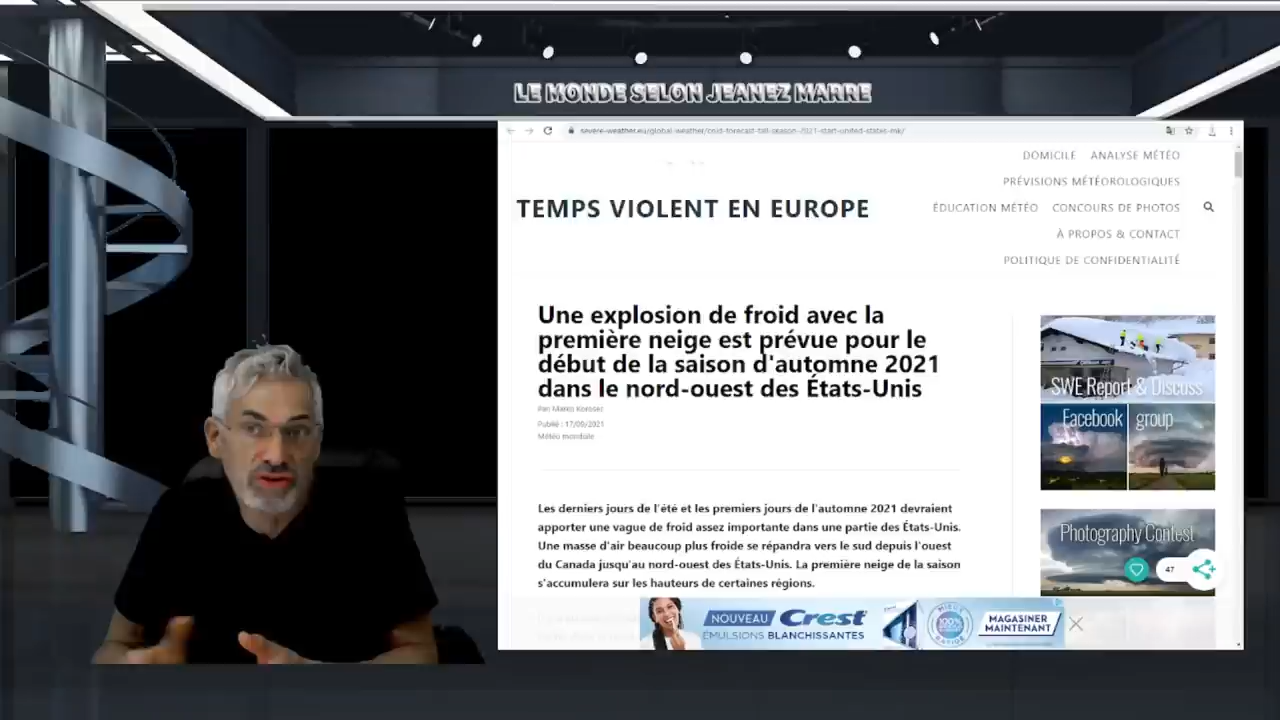 LE MONDE SELON JEANEZ MARRE
severe-weather.eu/global-weather/cold-forecast-fall-season-2021-start-united-states-mk/
DOMICILE ANALYSE MÉTÉO
PRÉVISIONS MÉTÉOROLOGIQUES
TEMPS VIOLENT EN EUROPE
ÉDUCATION MÉTÉO CONCOURS DE PHOTOS
À PROPOS & CONTACT
POLITIQUE DE CONFIDENTIALITÉ
Une explosion de froid avec la
première neige est prévue pour le
début de la saison d'automne 2021
dans le nord-ouest des États-Unis
Par Marko Korosec
Publié : 17/09/2021
Météo mondiale
Les derniers jours de l'été et les premiers jours de l'automne 2021 devraient
apporter une vague de froid assez importante dans une partie des États-Unis.
Une masse d'air beaucoup plus froide se répandra vers le sud depuis l'ouest
du Canada jusqu'au nord-ouest des États-Unis. La première neige de la saison
s'accumulera sur les hauteurs de certaines régions.
SWE Report & Discuss
Facebook group
Photography Contest
47
NOUVEAU Crest
ÉMULSIONS BLANCHISSANTES
MIEUX
100%
MAGASINER
MAINTENANT